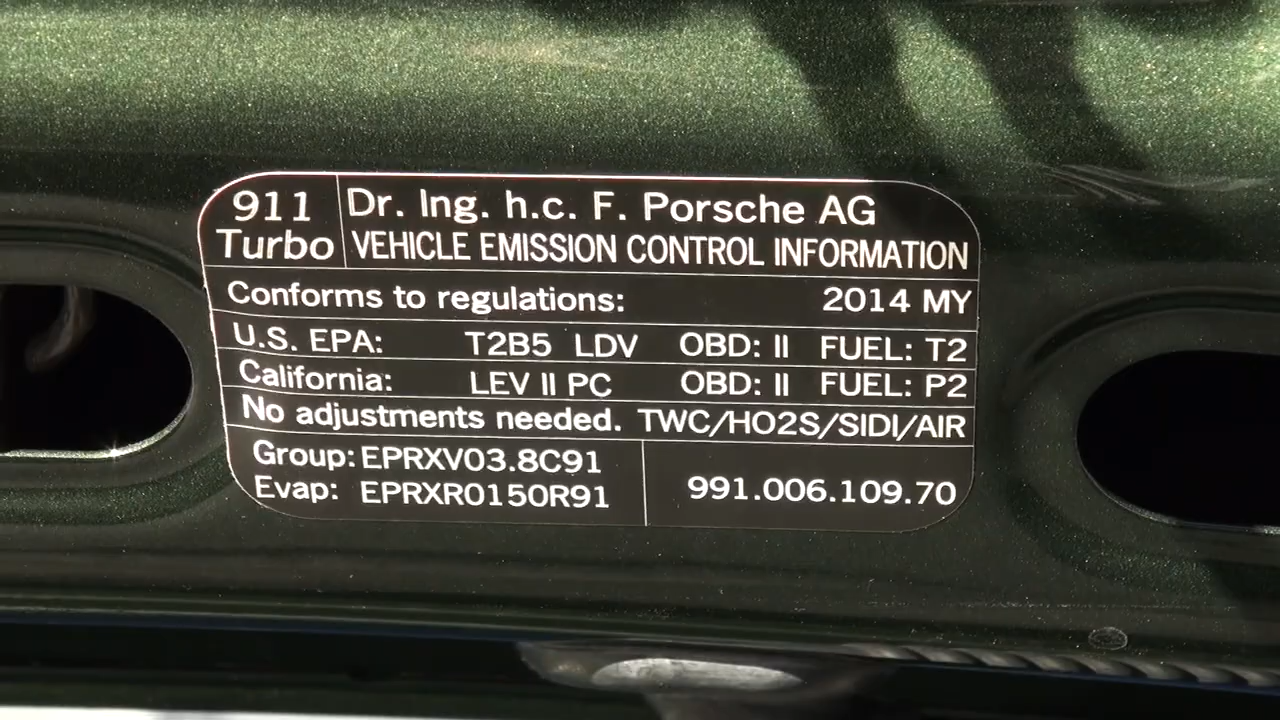 911 Turbo
Dr. Ing. h.c. F. Porsche AG
VEHICLE EMISSION CONTROL INFORMATION
Conforms to regulations: 2014 MY
U.S. EPA: T2B5 LDV OBD: II FUEL: T2
California: LEV II PC OBD: II FUEL: P2
No adjustments needed. TWC/HO2S/SIDI/AIR
Group: EPRXV03.8C91
Evap: EPRXR0150R91
991.006.109.70